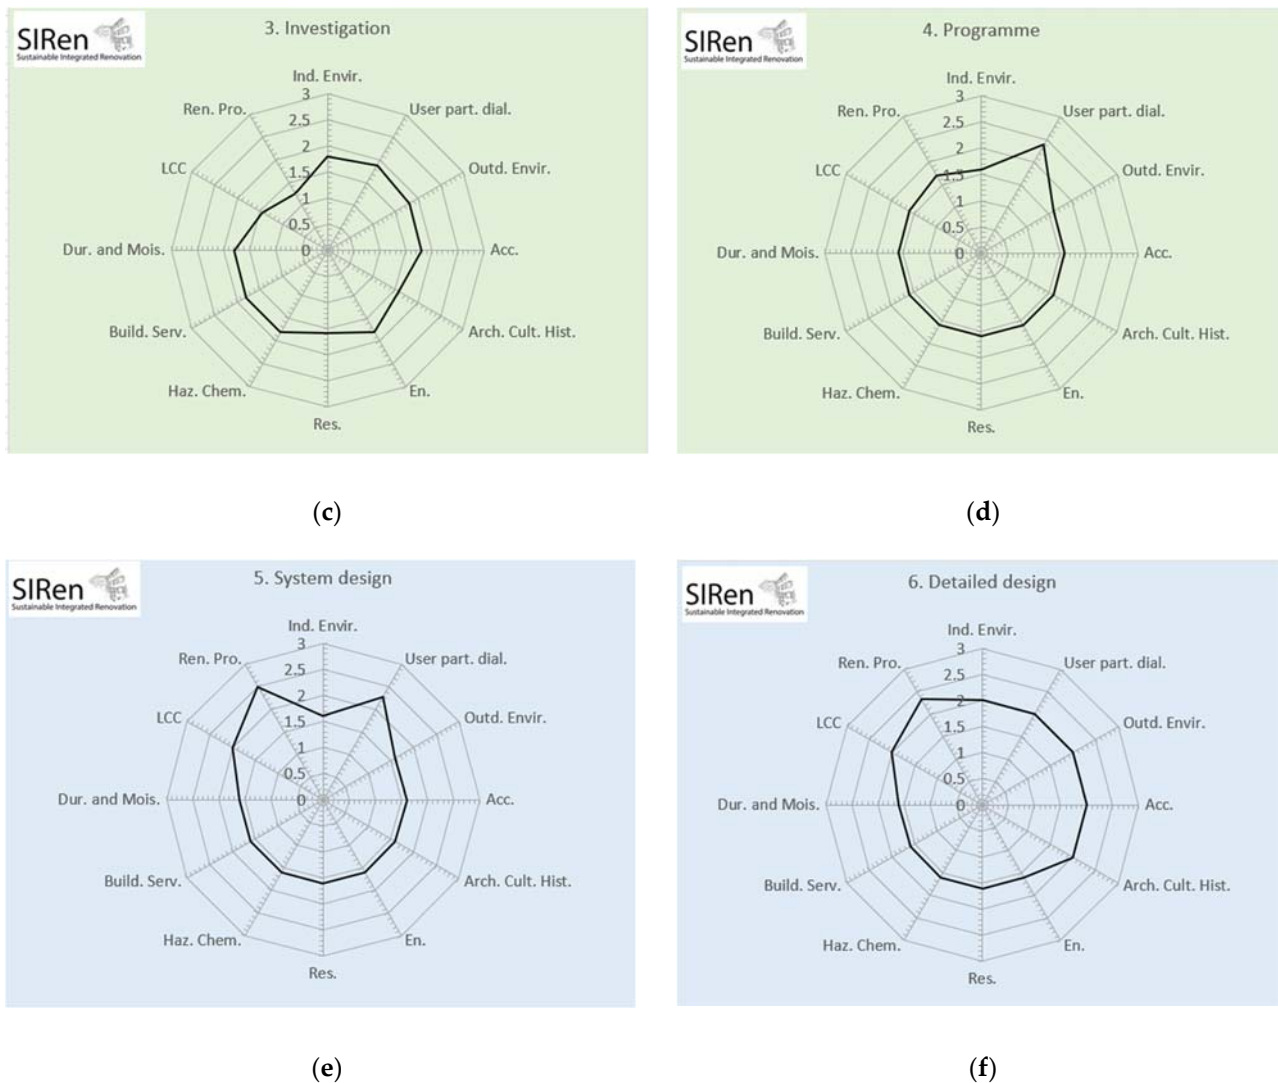 SIRen
Sustainable Integrated Renovation
3. Investigation
Ind. Envir.
User part. dial.
Outd. Envir.
Acc.
Arch. Cult. Hist.
En.
Res.
Haz. Chem.
Build. Serv.
Dur. and Mois.
LCC
Ren. Pro.
3
2.5
2
1.5
1
0.5
0
(c)
SIRen
Sustainable Integrated Renovation
4. Programme
Ind. Envir.
User part. dial.
Outd. Envir.
Acc.
Arch. Cult. Hist.
En.
Res.
Haz. Chem.
Build. Serv.
Dur. and Mois.
LCC
Ren. Pro.
3
2.5
2
1.5
1
0.5
0
(d)
SIRen
Sustainable Integrated Renovation
5. System design
Ind. Envir.
User part. dial.
Outd. Envir.
Acc.
Arch. Cult. Hist.
En.
Res.
Haz. Chem.
Build. Serv.
Dur. and Mois.
LCC
Ren. Pro.
3
2.5
2
1.5
1
0.5
0
(e)
SIRen
Sustainable Integrated Renovation
6. Detailed design
Ind. Envir.
User part. dial.
Outd. Envir.
Acc.
Arch. Cult. Hist.
En.
Res.
Haz. Chem.
Build. Serv.
Dur. and Mois.
LCC
Ren. Pro.
3
2.5
2
1.5
1
0.5
0
(f)